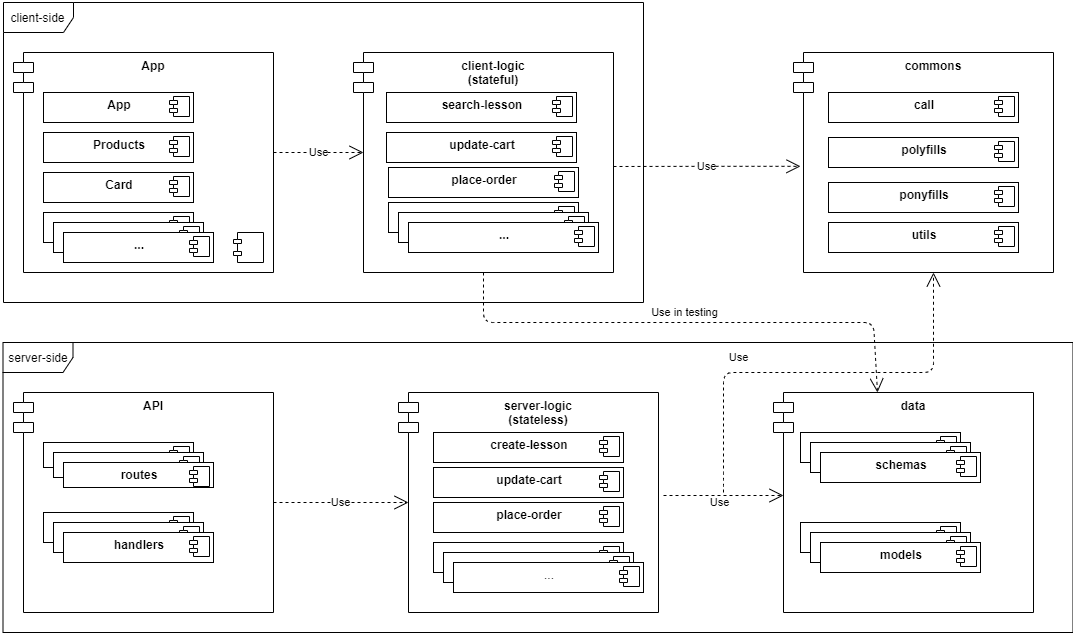 client-side
App
App
Products
Card
...
Use
client-logic
(stateful)
search-lesson
update-cart
place-order
...
Use
commons
call
polyfills
ponyfills
utils
Use in testing
Use
server-side
API
routes
handlers
Use
server-logic
(stateless)
create-lesson
update-cart
place-order
...
Use
data
schemas
models